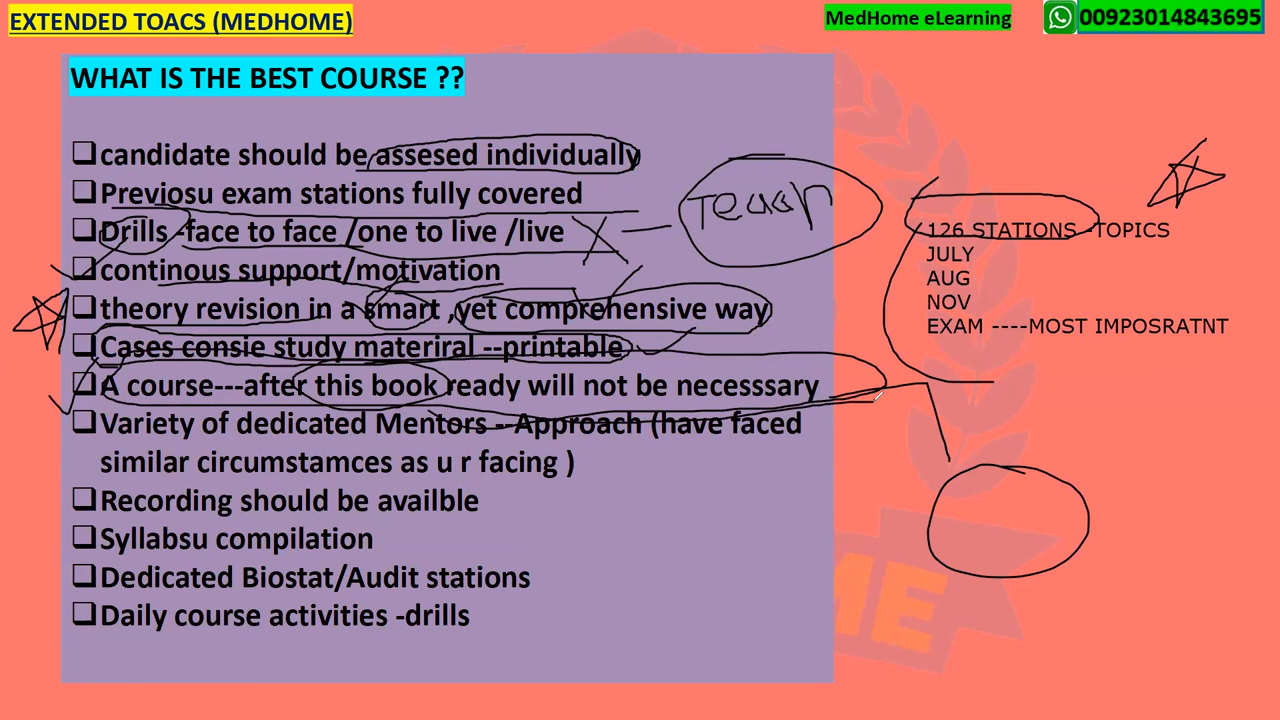 EXTENDED TOACS (MEDHOME)
MedHome eLearning
00923014843695
WHAT IS THE BEST COURSE ??
candidate should be assesed individually
Previosu exam stations fully covered
Drills -face to face /one to live /live
continous support/motivation
theory revision in a smart ,yet comprehensive way
Cases consie study materiral --printable
A course---after this book ready will not be necesssary
Variety of dedicated Mentors --Approach (have faced
similar circumstamces as u r facing )
Recording should be availble
Syllabsu compilation
Dedicated Biostat/Audit stations
Daily course activities -drills
126 STATIONS -TOPICS
JULY
AUG
NOV
EXAM ----MOST IMPOSRATNT